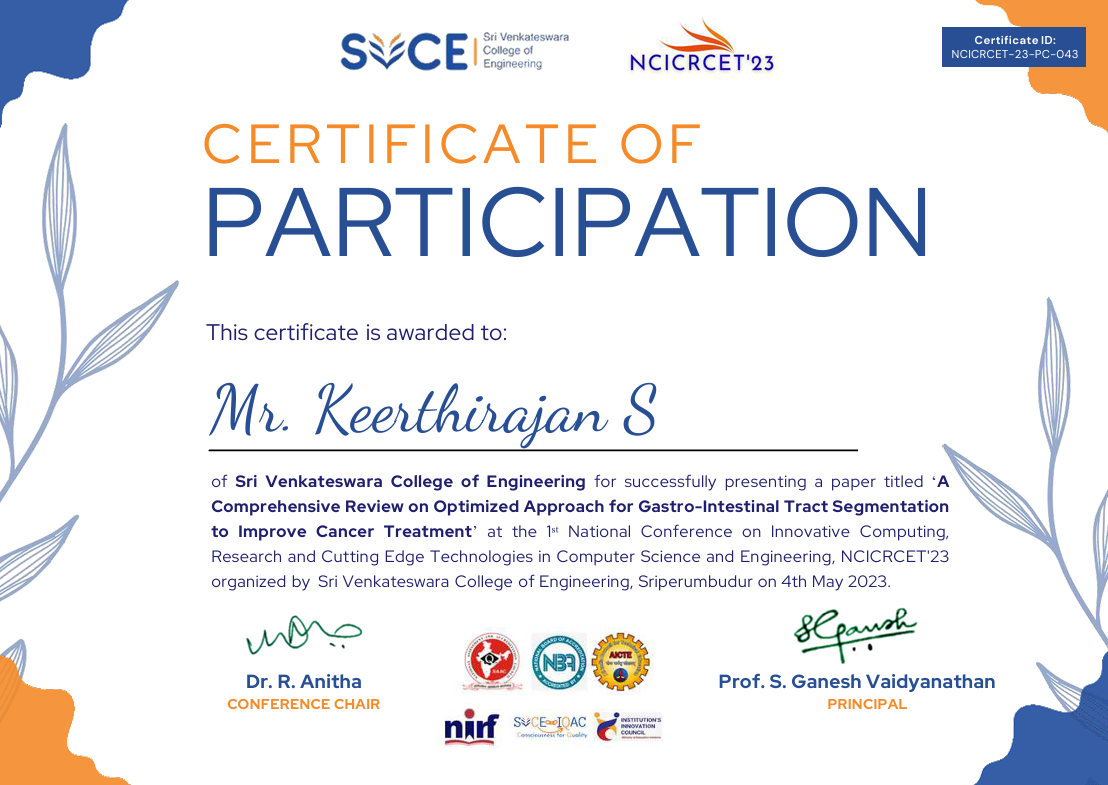 SVCE
Sri Venkateswara
College of
Engineering
NCICRCET'23
Certificate ID:
NCICRCET-23-PC-043
CERTIFICATE OF
PARTICIPATION
This certificate is awarded to:
Mr. Keerthirajan S
of Sri Venkateswara College of Engineering for successfully presenting a paper titled ‘A
Comprehensive Review on Optimized Approach for Gastro-Intestinal Tract Segmentation
to Improve Cancer Treatment’ at the 1st National Conference on Innovative Computing,
Research and Cutting Edge Technologies in Computer Science and Engineering, NCICRCET'23
organized by Sri Venkateswara College of Engineering, Sriperumbudur on 4th May 2023.
Dr. R. Anitha
CONFERENCE CHAIR
NAAC
NBA
AICTE
Prof. S. Ganesh Vaidyanathan
PRINCIPAL
nirf
SVCE IQAC
Consciousness for Quality
INSTITUTION'S
INNOVATION
COUNCIL